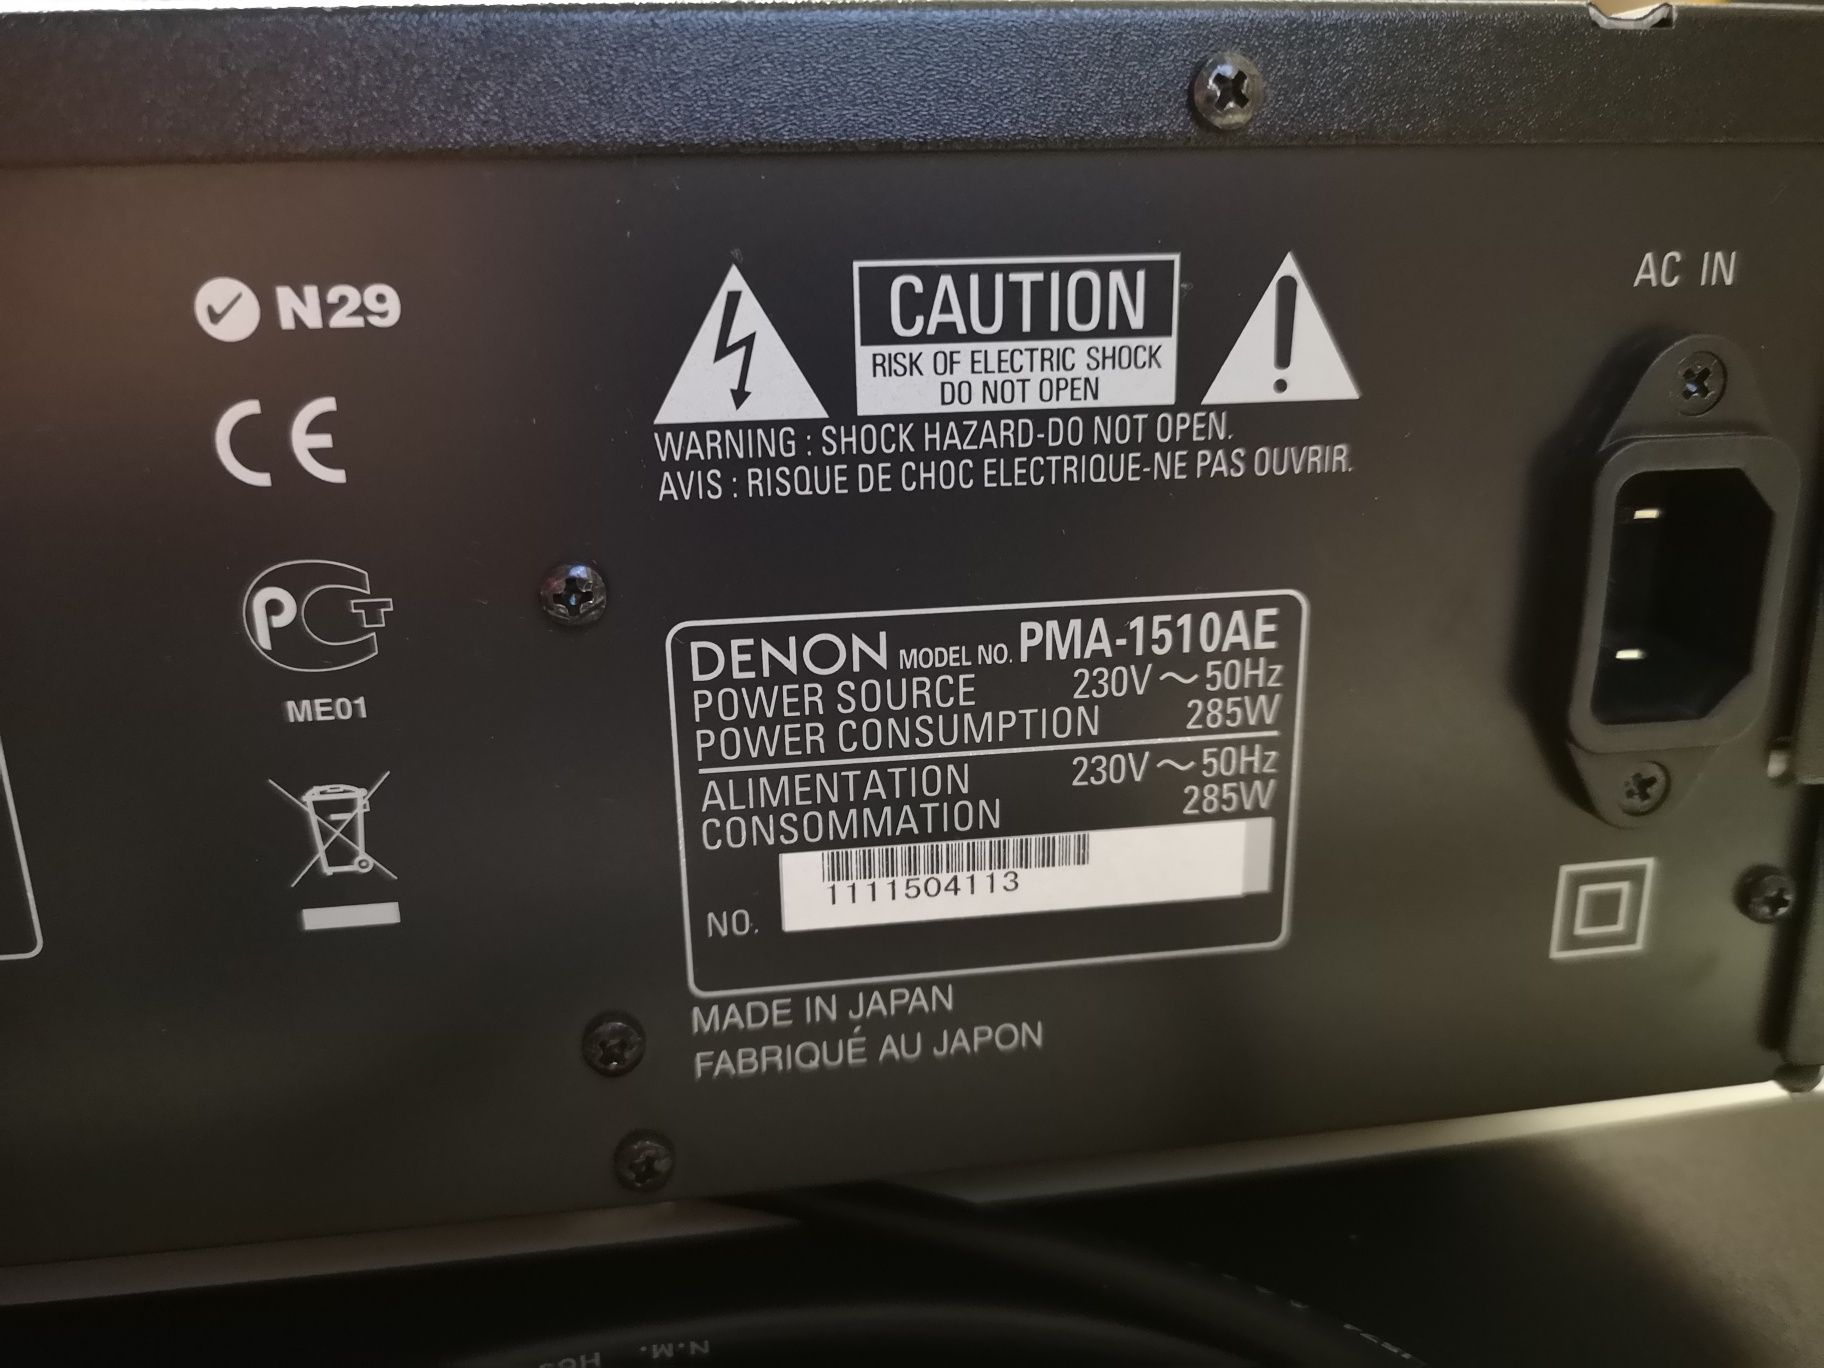 N29
CE
PCT
ME01
CAUTION
RISK OF ELECTRIC SHOCK
DO NOT OPEN
WARNING : SHOCK HAZARD-DO NOT OPEN.
AVIS : RISQUE DE CHOC ELECTRIQUE-NE PAS OUVRIR.
AC IN
DENON MODEL NO. PMA-1510AE
POWER SOURCE 230V ~ 50Hz
POWER CONSUMPTION 285W
ALIMENTATION 230V ~ 50Hz
CONSOMMATION 285W
1111504113
NO.
MADE IN JAPAN
FABRIQUÉ AU JAPON
N.M.